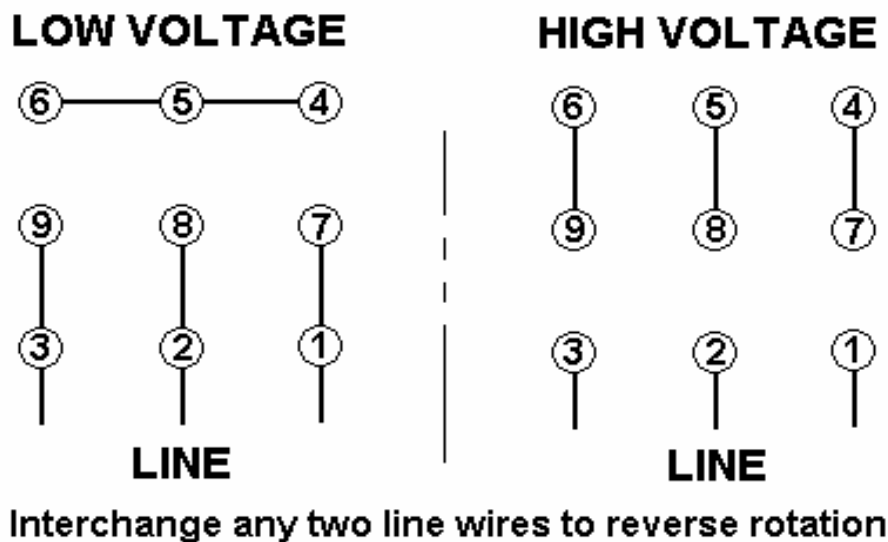 LOW VOLTAGE
6 5 4
9 8 7
3 2 1
LINE
HIGH VOLTAGE
6 5 4
9 8 7
3 2 1
LINE
Interchange any two line wires to reverse rotation